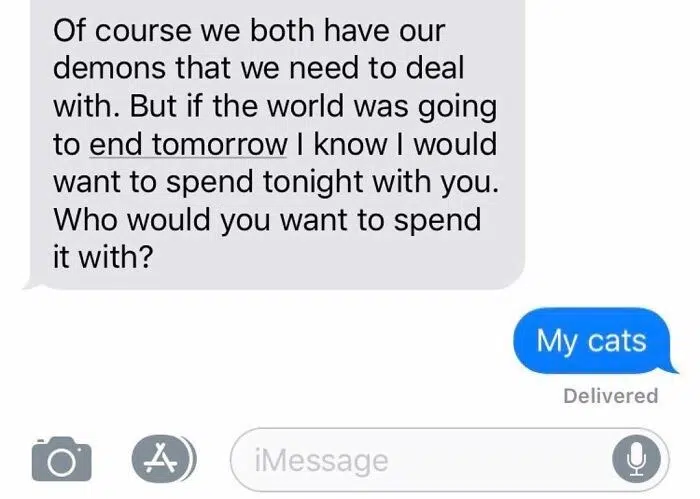 Of course we both have our
demons that we need to deal
with. But if the world was going
to end tomorrow I know I would
want to spend tonight with you.
Who would you want to spend
it with?
My cats
Delivered
iMessage